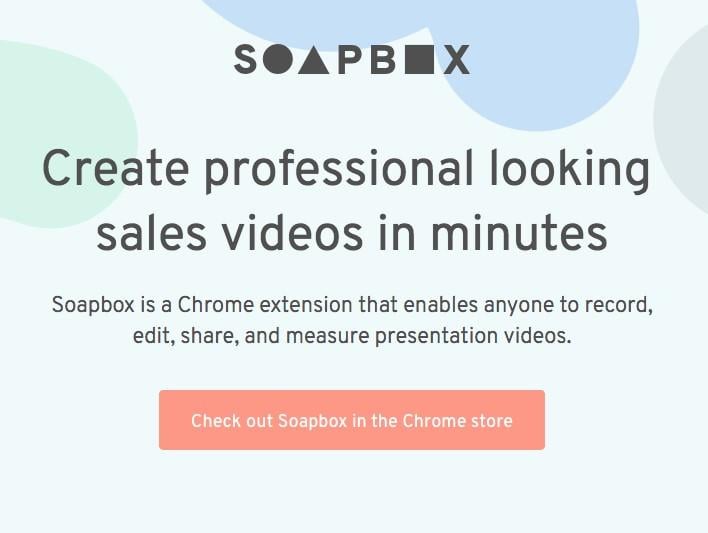 SOAPBOX
Create professional looking
sales videos in minutes
Soapbox is a Chrome extension that enables anyone to record,
edit, share, and measure presentation videos.
Check out Soapbox in the Chrome store